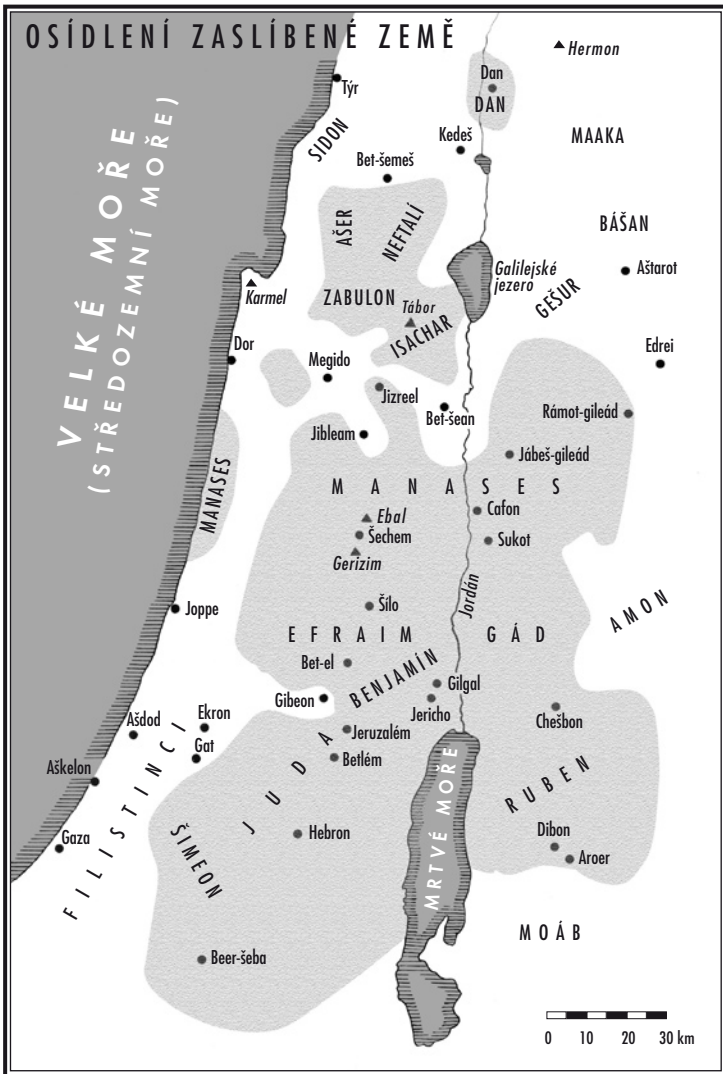 OSÍDLENÍ ZASLÍBENÉ ZEMĚ
Hermon
Dan
DAN
Týr
SIDON
Kedeš
MAAKA
Bet-šemeš
VELKÉ MOŘE
(STŘEDOZEMNÍ MOŘE)
AŠER
NEFTALÍ
BÁŠAN
Galilejské
jezero
Aštarot
GEŠUR
Karmel
ZABULON
Tábor
ISACHAR
Dor
Megido
Edrei
Jizreel
Bet-šean
Rámot-gileád
Jibleam
Jábeš-gileád
MANASES
MANASES
Ebal
Cafon
Šechem
Sukot
Gerizim
Jordán
Šílo
Joppe
AMON
EFRAIM
GÁD
Bet-el
BENJAMÍN
Gilgal
Gibeon
Jericho
Chešbon
Ašdod
Ekron
Jeruzalém
Gat
Betlém
JUDA
Aškelon
FILISTINCI
RUBEN
MRTVÉ MOŘE
Gaza
Hebron
Dibon
ŠIMEON
Aroer
MOÁB
Beer-šeba
0 10 20 30 km